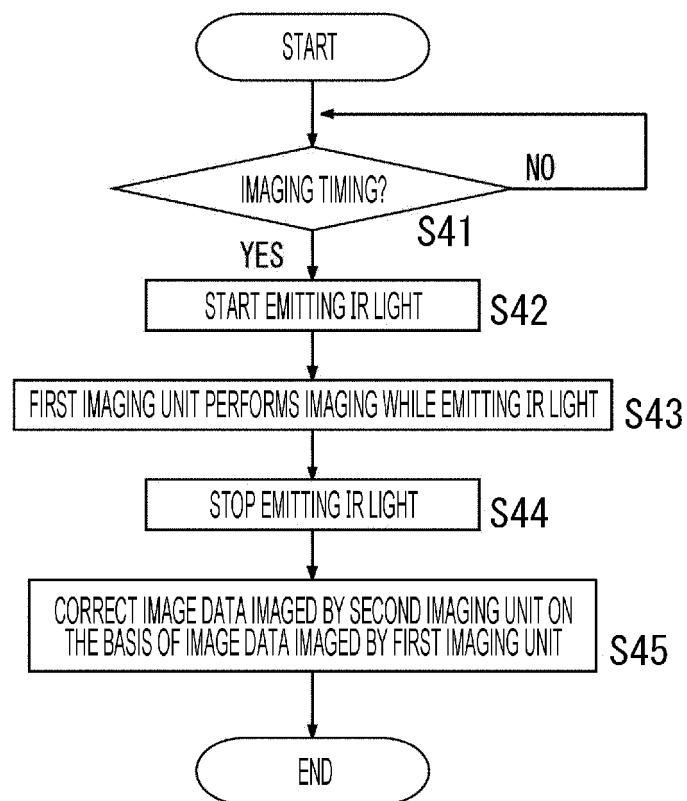 START
IMAGING TIMING?
NO
S41
YES
START EMITTING IR LIGHT
S42
FIRST IMAGING UNIT PERFORMS IMAGING WHILE EMITTING IR LIGHT
S43
STOP EMITTING IR LIGHT
S44
CORRECT IMAGE DATA IMAGED BY SECOND IMAGING UNIT ON
THE BASIS OF IMAGE DATA IMAGED BY FIRST IMAGING UNIT
S45
END